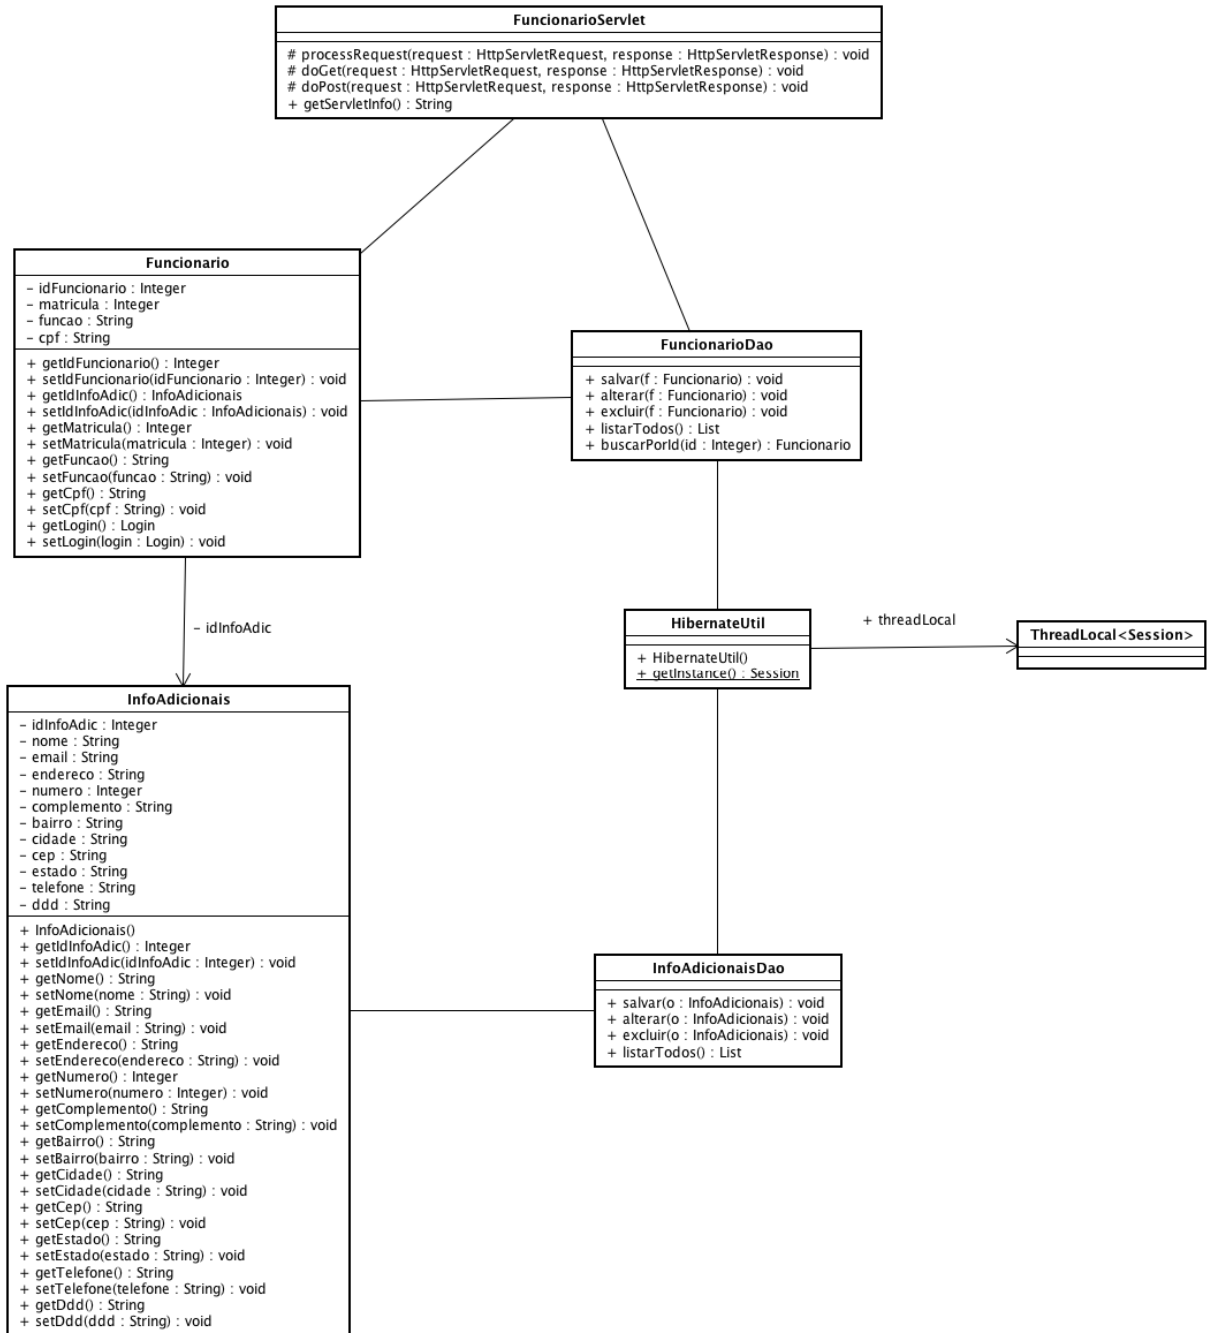 FuncionarioServlet
# processRequest(request : HttpServletRequest, response : HttpServletResponse) : void
# doGet(request : HttpServletRequest, response : HttpServletResponse) : void
# doPost(request : HttpServletRequest, response : HttpServletResponse) : void
+ getServletInfo() : String
Funcionario
- idFuncionario : Integer
- matricula : Integer
- funcao : String
- cpf : String
+ getIdFuncionario() : Integer
+ setIdFuncionario(idFuncionario : Integer) : void
+ getIdInfoAdic() : InfoAdicionais
+ setIdInfoAdic(idInfoAdic : InfoAdicionais) : void
+ getMatricula() : Integer
+ setMatricula(matricula : Integer) : void
+ getFuncao() : String
+ setFuncao(funcao : String) : void
+ getCpf() : String
+ setCpf(cpf : String) : void
+ getLogin() : Login
+ setLogin(login : Login) : void
FuncionarioDao
+ salvar(f : Funcionario) : void
+ alterar(f : Funcionario) : void
+ excluir(f : Funcionario) : void
+ listarTodos() : List
+ buscarPorId(id : Integer) : Funcionario
- idInfoAdic
HibernateUtil
+ HibernateUtil()
+ getInstance() : Session
+ threadLocal
ThreadLocal<Session>
InfoAdicionais
- idInfoAdic : Integer
- nome : String
- email : String
- endereco : String
- numero : Integer
- complemento : String
- bairro : String
- cidade : String
- cep : String
- estado : String
- telefone : String
- ddd : String
+ InfoAdicionais()
+ getIdInfoAdic() : Integer
+ setIdInfoAdic(idInfoAdic : Integer) : void
+ getNome() : String
+ setNome(nome : String) : void
+ getEmail() : String
+ setEmail(email : String) : void
+ getEndereco() : String
+ setEndereco(endereco : String) : void
+ getNumero() : Integer
+ setNumero(numero : Integer) : void
+ getComplemento() : String
+ setComplemento(complemento : String) : void
+ getBairro() : String
+ setBairro(bairro : String) : void
+ getCidade() : String
+ setCidade(cidade : String) : void
+ getCep() : String
+ setCep(cep : String) : void
+ getEstado() : String
+ setEstado(estado : String) : void
+ getTelefone() : String
+ setTelefone(telefone : String) : void
+ getDdd() : String
+ setDdd(ddd : String) : void
InfoAdicionaisDao
+ salvar(o : InfoAdicionais) : void
+ alterar(o : InfoAdicionais) : void
+ excluir(o : InfoAdicionais) : void
+ listarTodos() : List